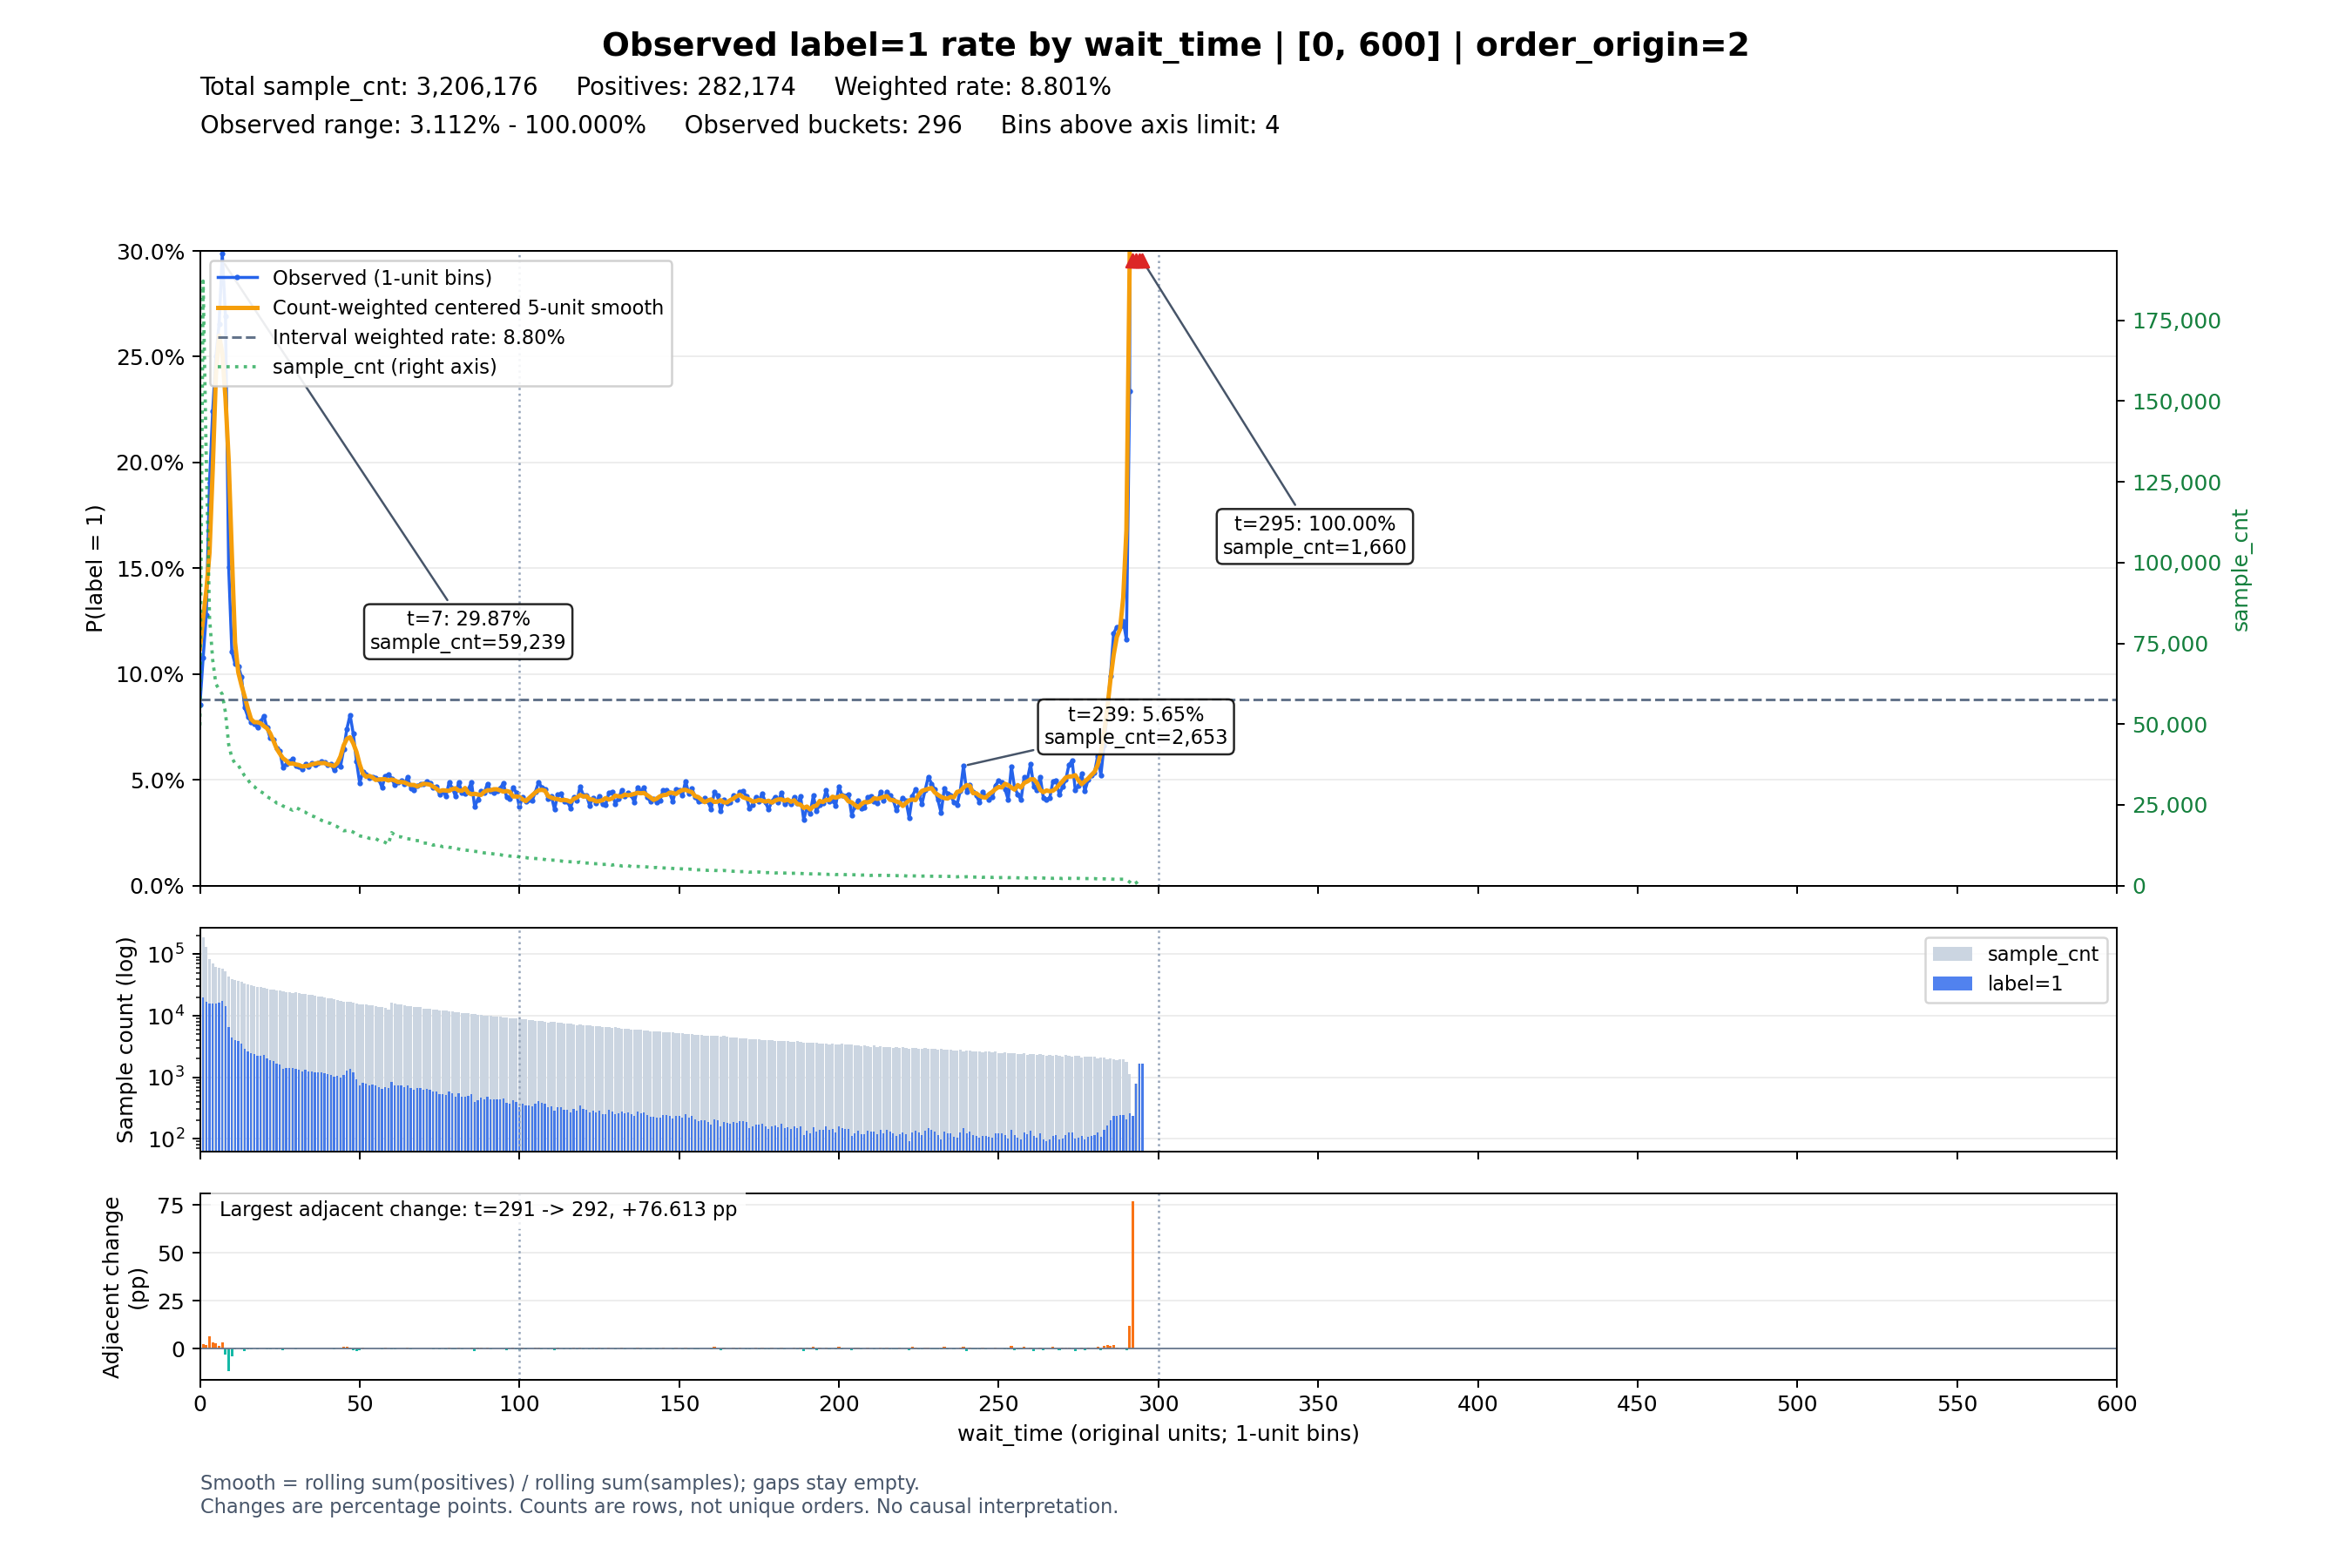 Observed label=1 rate by wait_time | [0, 600] | order_origin=2
Total sample_cnt: 3,206,176     Positives: 282,174     Weighted rate: 8.801%
Observed range: 3.112% - 100.000%     Observed buckets: 296     Bins above axis limit: 4
30.0%
25.0%
20.0%
15.0%
10.0%
5.0%
0.0%
P(label = 1)
Observed (1-unit bins)
Count-weighted centered 5-unit smooth
Interval weighted rate: 8.80%
sample_cnt (right axis)
t=7: 29.87%
sample_cnt=59,239
t=295: 100.00%
sample_cnt=1,660
t=239: 5.65%
sample_cnt=2,653
175,000
150,000
125,000
100,000
75,000
50,000
25,000
0
sample_cnt
10^5
10^4
10^3
10^2
Sample count (log)
sample_cnt
label=1
75
50
25
0
Adjacent change
(pp)
Largest adjacent change: t=291 -> 292, +76.613 pp
0 50 100 150 200 250 300 350 400 450 500 550 600
wait_time (original units; 1-unit bins)
Smooth = rolling sum(positives) / rolling sum(samples); gaps stay empty.
Changes are percentage points. Counts are rows, not unique orders. No causal interpretation.